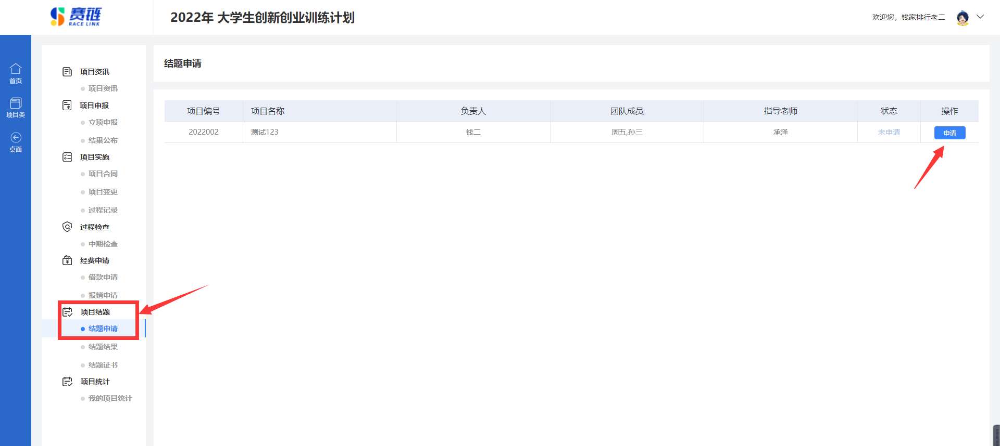 赛链
RACE LINK
2022年 大学生创新创业训练计划
欢迎您，钱家排行老二
首页
项目类
桌面
项目资讯
项目资讯
项目申报
立项申报
结果公布
项目实施
项目合同
项目变更
过程记录
过程检查
中期检查
经费申请
借款申请
报销申请
项目结题
结题申请
结题结果
结题证书
项目统计
我的项目统计
结题申请
项目编号 项目名称 负责人 团队成员 指导老师 状态 操作
2022002 测试123 钱二 周五,孙三 承泽 未申请 申请